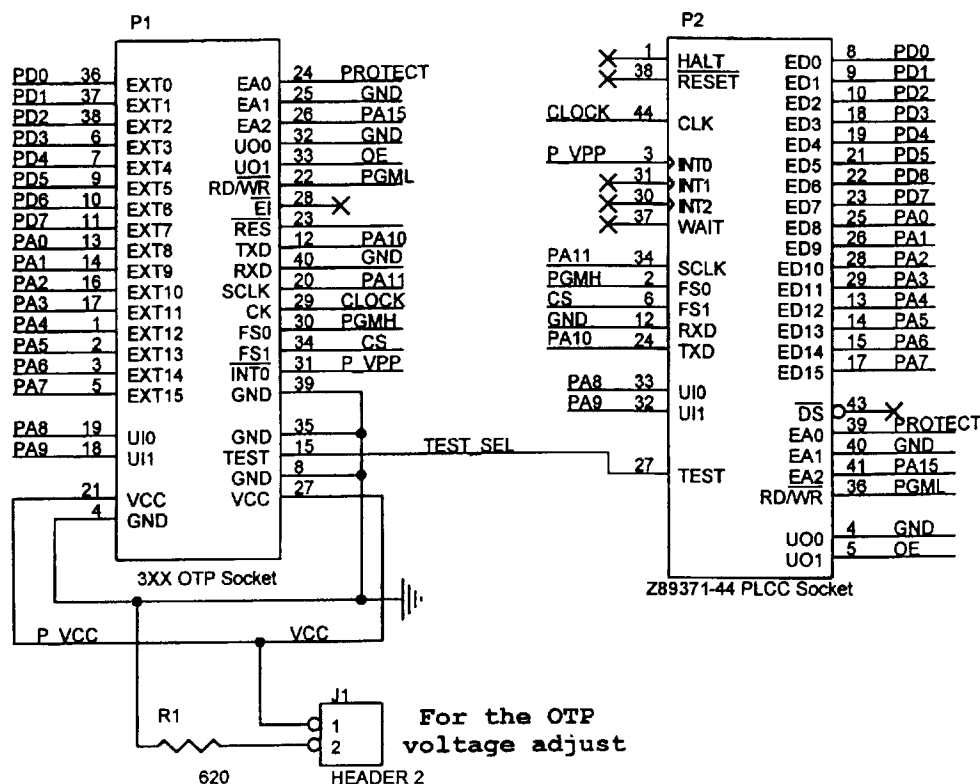 P1
PD0 36 EXT0 EA0 24 PROTECT
PD1 37 EXT1 EA1 25 GND
PD2 38 EXT2 EA2 26 PA15
PD3 6 EXT3 UO0 32 GND
PD4 7 EXT4 UO1 33 OE
PD5 9 EXT5 RD/WR 22 PGML
PD6 10 EXT6 EI 28
PD7 11 EXT7 RES 23
PA0 13 EXT8 TXD 12 PA10
PA1 14 EXT9 RXD 40 GND
PA2 16 EXT10 SCLK 20 PA11
PA3 17 EXT11 CK 29 CLOCK
PA4 1 EXT12 FS0 30 PGMH
PA5 2 EXT13 FS1 34 CS
PA6 3 EXT14 INT0 31 P_VPP
PA7 5 EXT15 GND 39
PA8 19 UI0 GND 35
PA9 18 UI1 TEST 15 TEST_SEL
GND 8
21 VCC VCC 27
4 GND
3XX OTP Socket
P_VCC VCC
R1
620
J1
1
2
HEADER 2
For the OTP
voltage adjust
P2
1 HALT ED0 8 PD0
38 RESET ED1 9 PD1
ED2 10 PD2
CLOCK 44 CLK ED3 18 PD3
ED4 19 PD4
P_VPP 3 INT0 ED5 21 PD5
31 INT1 ED6 22 PD6
30 INT2 ED7 23 PD7
37 WAIT ED8 25 PA0
ED9 26 PA1
PA11 34 SCLK ED10 28 PA2
PGMH 2 FS0 ED11 29 PA3
CS 6 FS1 ED12 13 PA4
GND 12 RXD ED13 14 PA5
PA10 24 TXD ED14 15 PA6
ED15 17 PA7
PA8 33 UI0
PA9 32 UI1
DS 43
EA0 39 PROTECT
EA1 40 GND
27 TEST EA2 41 PA15
RD/WR 36 PGML
UO0 4 GND
UO1 5 OE
Z89371-44 PLCC Socket